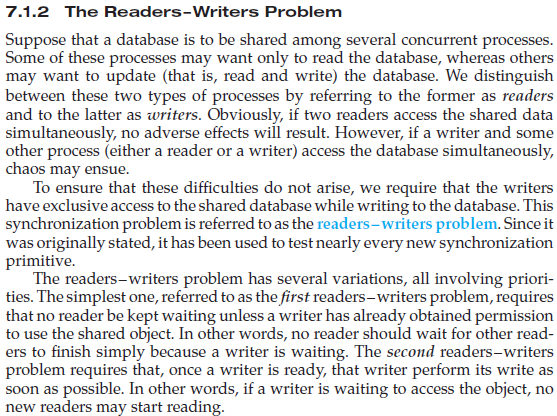 7.1.2 The Readers–Writers Problem
Suppose that a database is to be shared among several concurrent processes.
Some of these processes may want only to read the database, whereas others
may want to update (that is, read and write) the database. We distinguish
between these two types of processes by referring to the former as readers
and to the latter as writers. Obviously, if two readers access the shared data
simultaneously, no adverse effects will result. However, if a writer and some
other process (either a reader or a writer) access the database simultaneously,
chaos may ensue.
To ensure that these difficulties do not arise, we require that the writers
have exclusive access to the shared database while writing to the database. This
synchronization problem is referred to as the readers–writers problem. Since it
was originally stated, it has been used to test nearly every new synchronization
primitive.
The readers–writers problem has several variations, all involving priori-
ties. The simplest one, referred to as the first readers–writers problem, requires
that no reader be kept waiting unless a writer has already obtained permission
to use the shared object. In other words, no reader should wait for other read-
ers to finish simply because a writer is waiting. The second readers–writers
problem requires that, once a writer is ready, that writer perform its write as
soon as possible. In other words, if a writer is waiting to access the object, no
new readers may start reading.